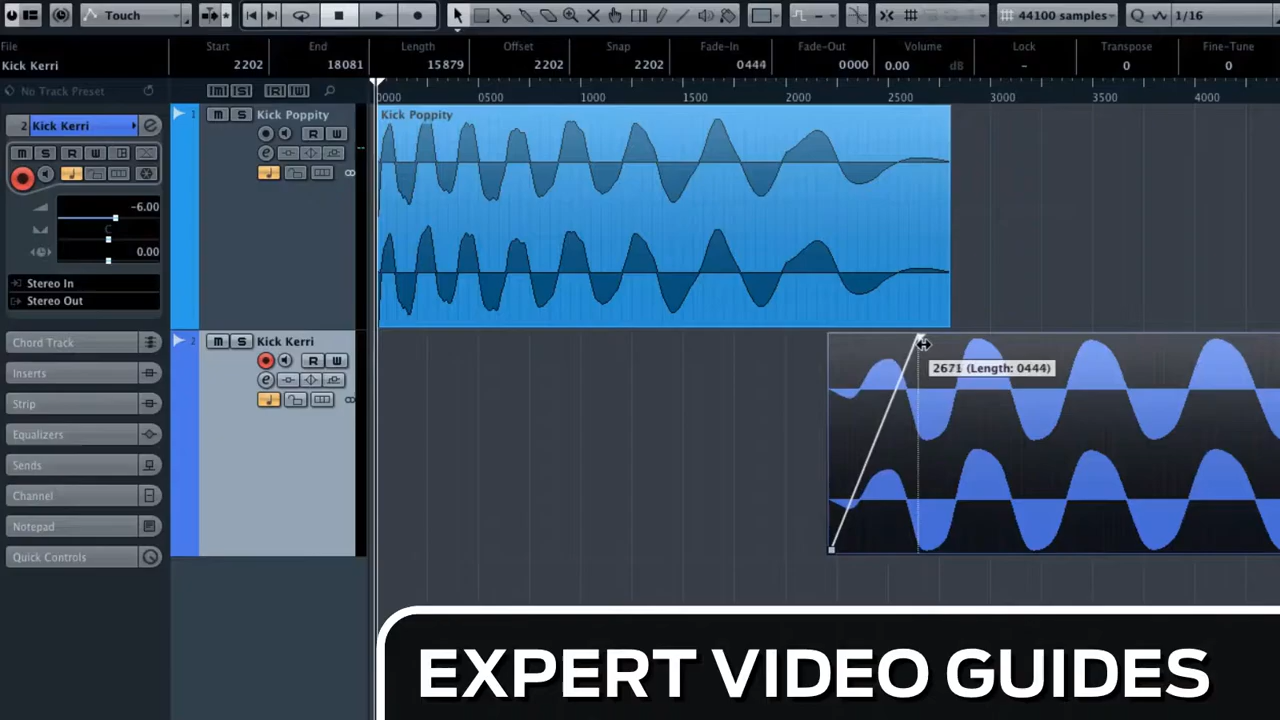 Touch
44100 samples
Q 1/16
File Start End Length Offset Snap Fade-In Fade-Out Volume Lock Transpose Fine-Tune
Kick Kerri 2202 18081 15879 2202 2202 0444 0000 0.00 dB - 0 0
No Track Preset
M S R W
0000 0500 1000 1500 2000 2500 3000 3500 4000
2 Kick Kerri
M S R W
-6.00
C
0.00
Stereo In
Stereo Out
Chord Track
Inserts
Strip
Equalizers
Sends
Channel
Notepad
Quick Controls
1 M S Kick Poppity
R W
e
Kick Poppity
2 M S Kick Kerri
R W
e
2671 (Length: 0444)
EXPERT VIDEO GUIDES